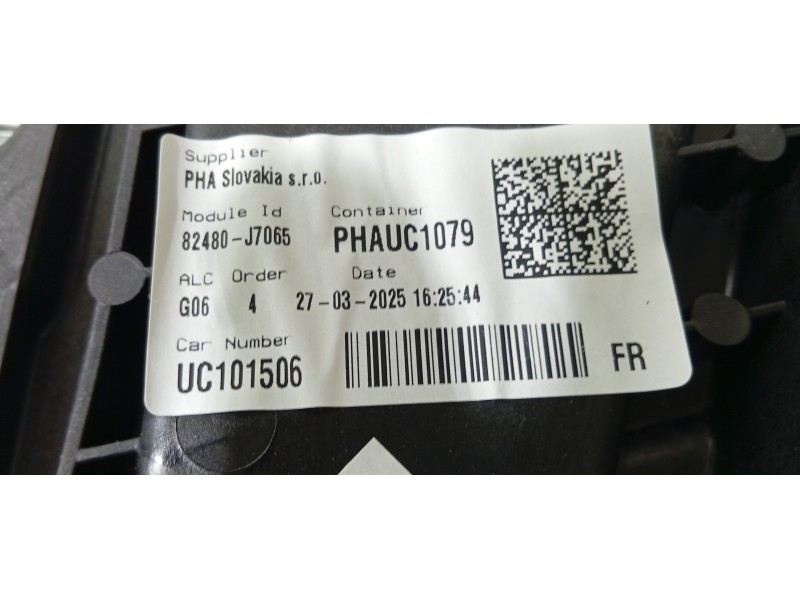 Supplier
PHA Slovakia s.r.o.
Module Id Container
82480-J7065 PHAUC1079
ALC Order Date
G06 4 27-03-2025 16:25:44
Car Number
UC101506 FR